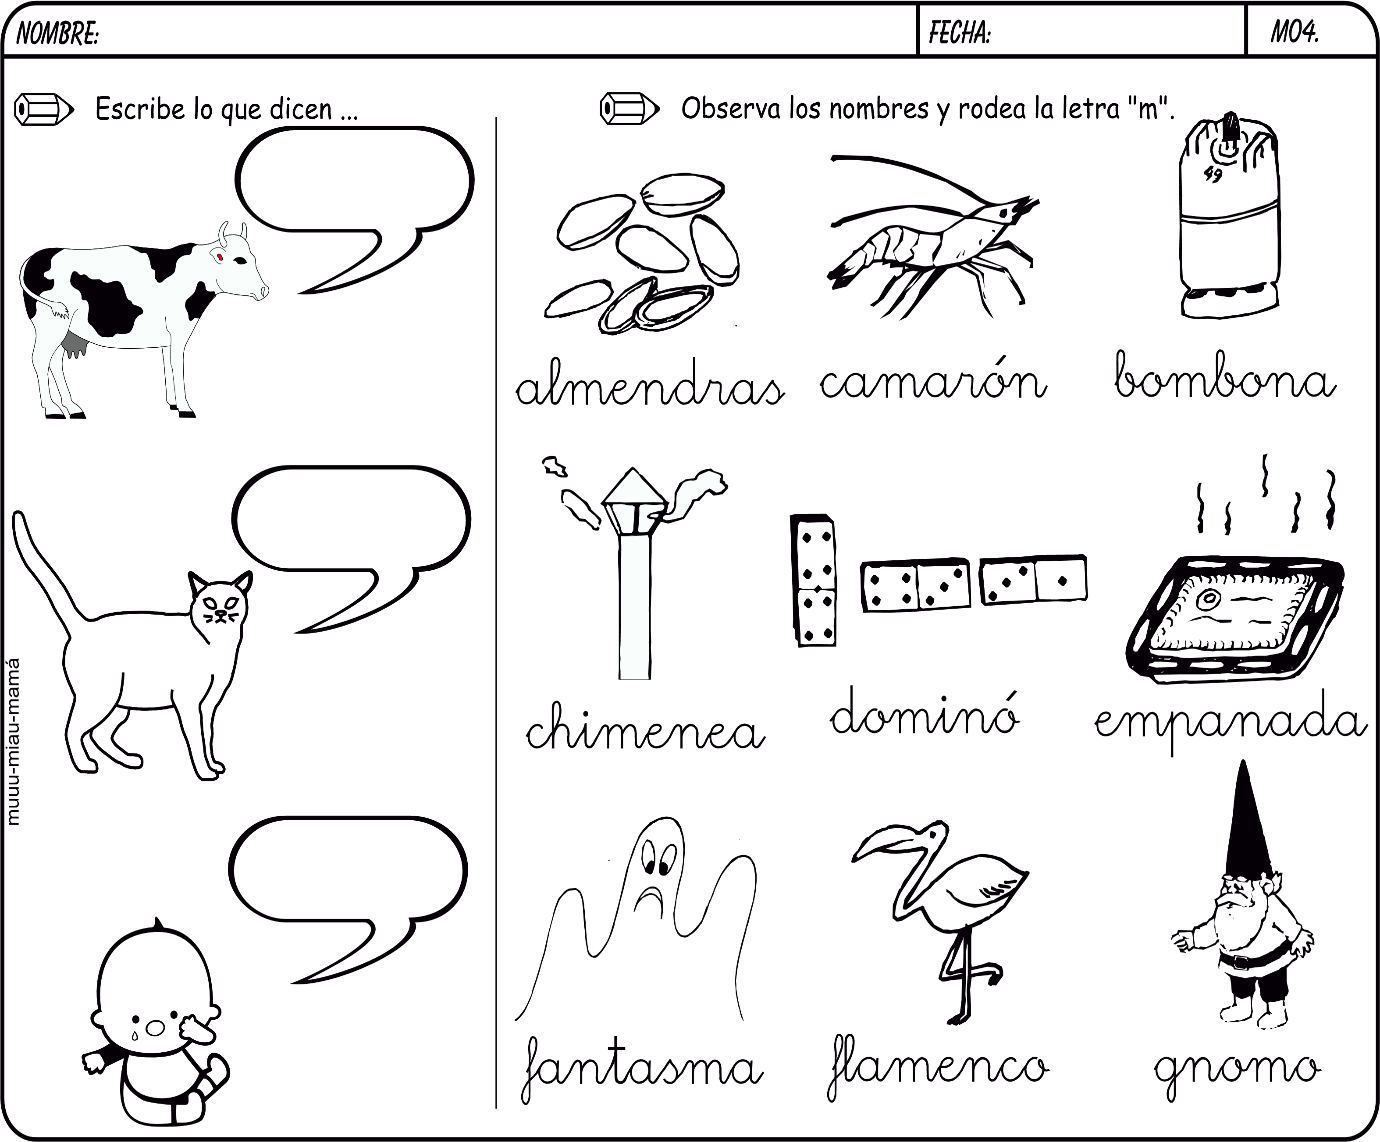 NOMBRE:
FECHA:
M04.
Escribe lo que dicen ...
Observa los nombres y rodea la letra "m".
49
almendras
camarón
bombona
chimenea
dominó
empanada
muuu-miau-mamá
fantasma
flamenco
gnomo